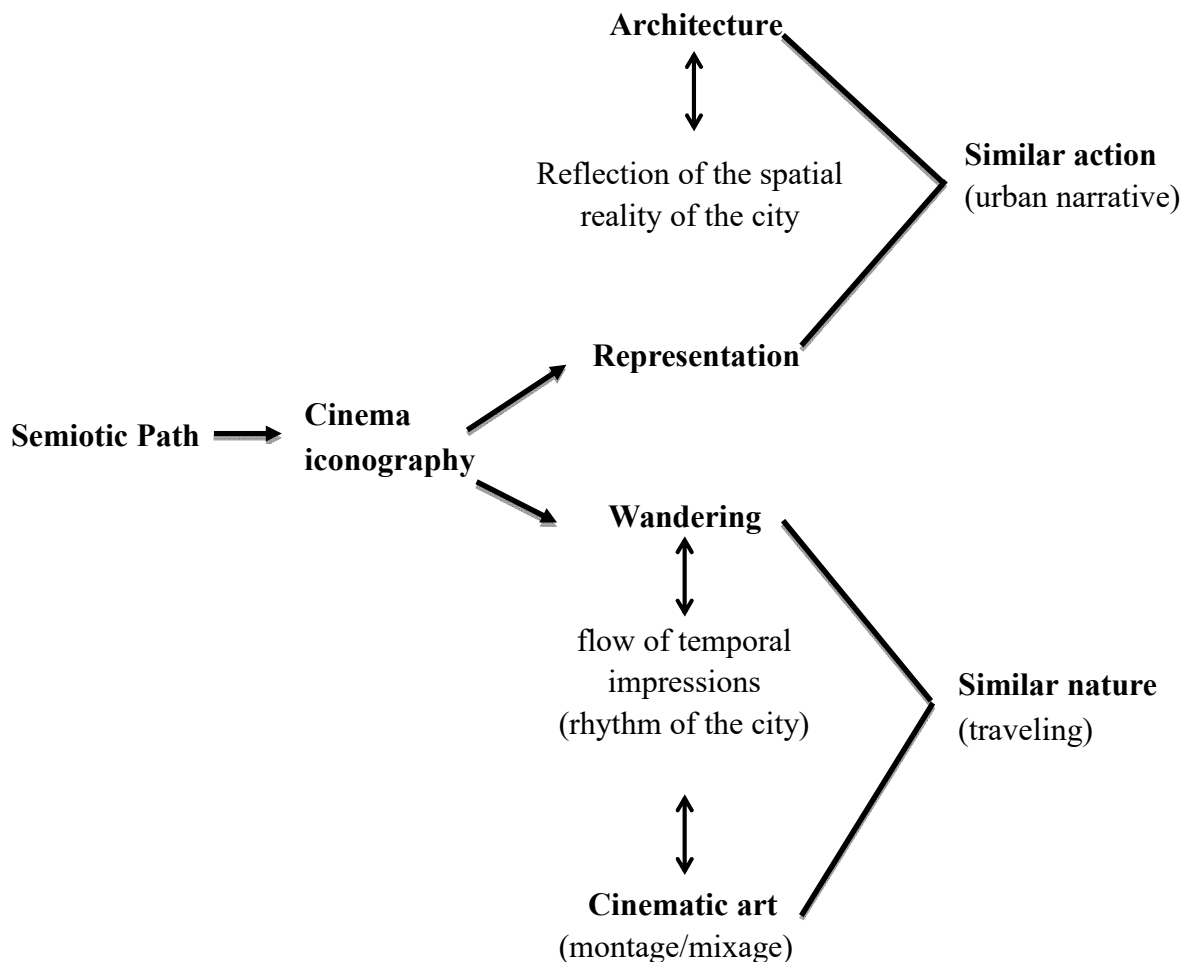 Architecture
Reflection of the spatial
reality of the city
Similar action
(urban narrative)
Representation
Semiotic Path
Cinema
iconography
Wandering
flow of temporal
impressions
(rhythm of the city)
Similar nature
(traveling)
Cinematic art
(montage/mixage)